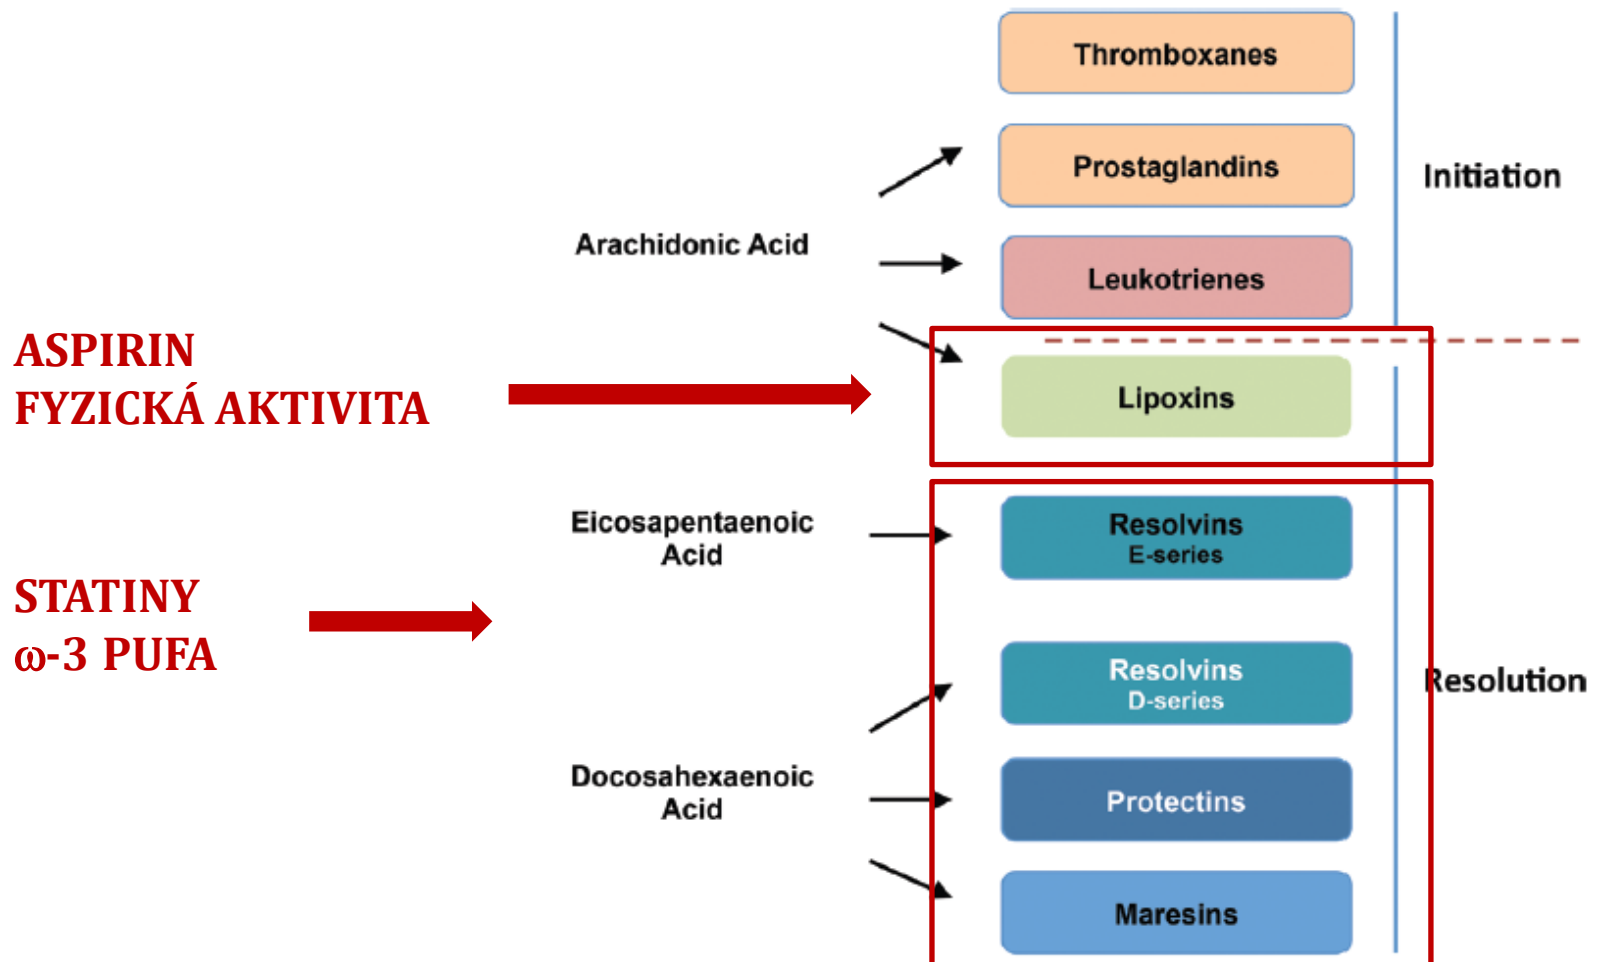 Thromboxanes
Prostaglandins
Initiation
Arachidonic Acid
Leukotrienes
ASPIRIN
FYZICKÁ AKTIVITA
Lipoxins
Eicosapentaenoic
Acid
Resolvins
E-series
STATINY
ω-3 PUFA
Resolvins
D-series
Resolution
Docosahexaenoic
Acid
Protectins
Maresins